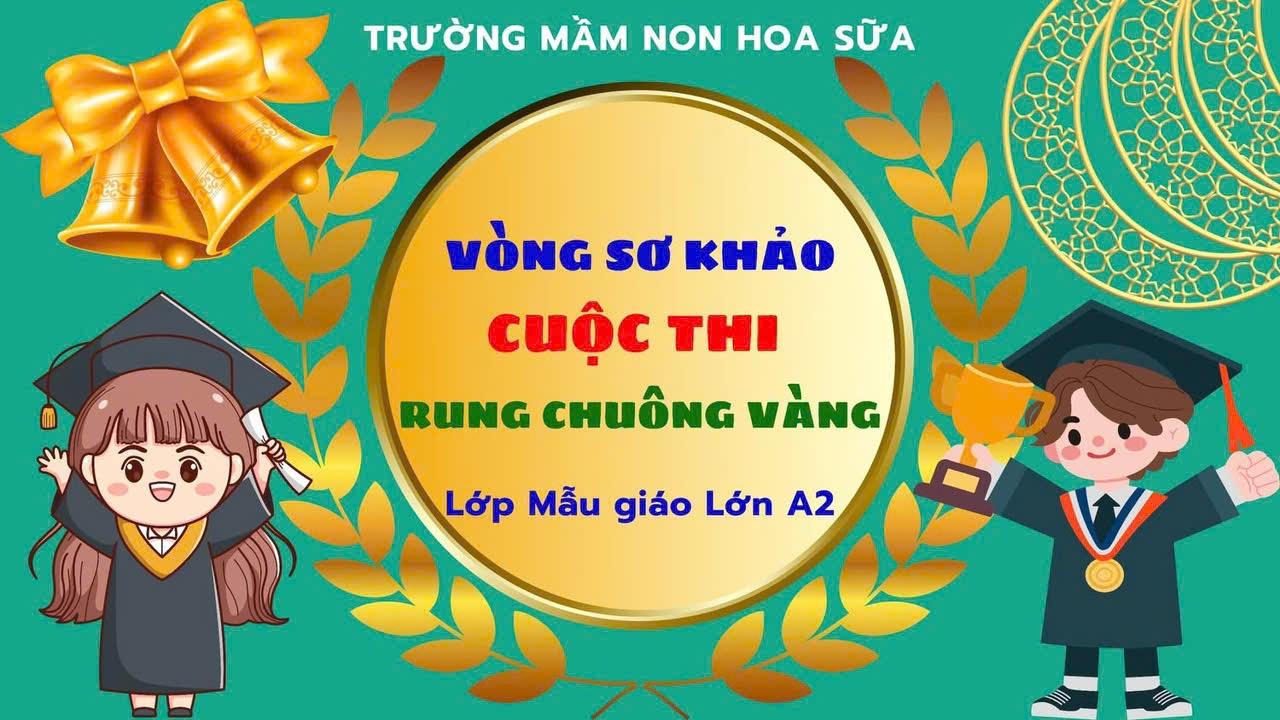 TRƯỜNG MẦM NON HOA SỮA
VÒNG SƠ KHẢO
CUỘC THI
RUNG CHUÔNG VÀNG
Lớp Mẫu giáo Lớn A2